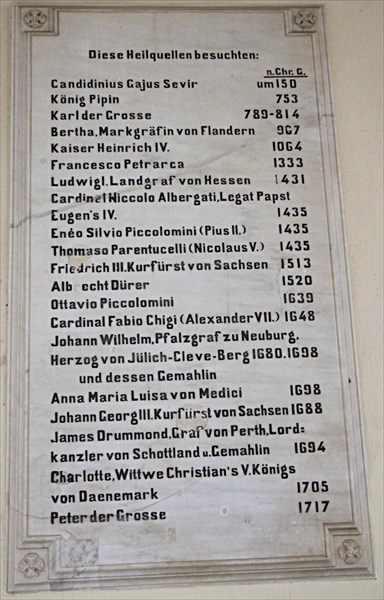 Diese Heilquellen besuchten:
n.Chr.G.
Candidinius Gajus Sevir um 150
König Pipin 753
Karl der Grosse 789-814
Bertha, Markgräfin von Flandern 967
Kaiser Heinrich IV. 1064
Francesco Petrarca 1333
Ludwig I. Landgraf von Hessen 1431
Cardinal Niccolo Albergati, Legat Papst
Eugen's IV. 1435
Enéo Silvio Piccolomini (Pius II.) 1435
Thomaso Parentucelli (Nicolaus V.) 1435
Friedrich III. Kurfürst von Sachsen 1513
Alb echt Dürer 1520
Ottavio Piccolomini 1639
Cardinal Fabio Chigi (Alexander VII.) 1648
Johann Wilhelm, Pfalzgraf zu Neuburg,
Herzog von Jülich-Cleve-Berg 1680. 1698
und dessen Gemahlin
Anna Maria Luisa von Medici 1698
Johann Georg III. Kurfürst von Sachsen 1688
James Drummond, Graf von Perth, Lord=
kanzler von Schottland u. Gemahlin 1694
Charlotte, Wittwe Christian's V. Königs
von Daenemark 1705
Peter der Grosse 1717